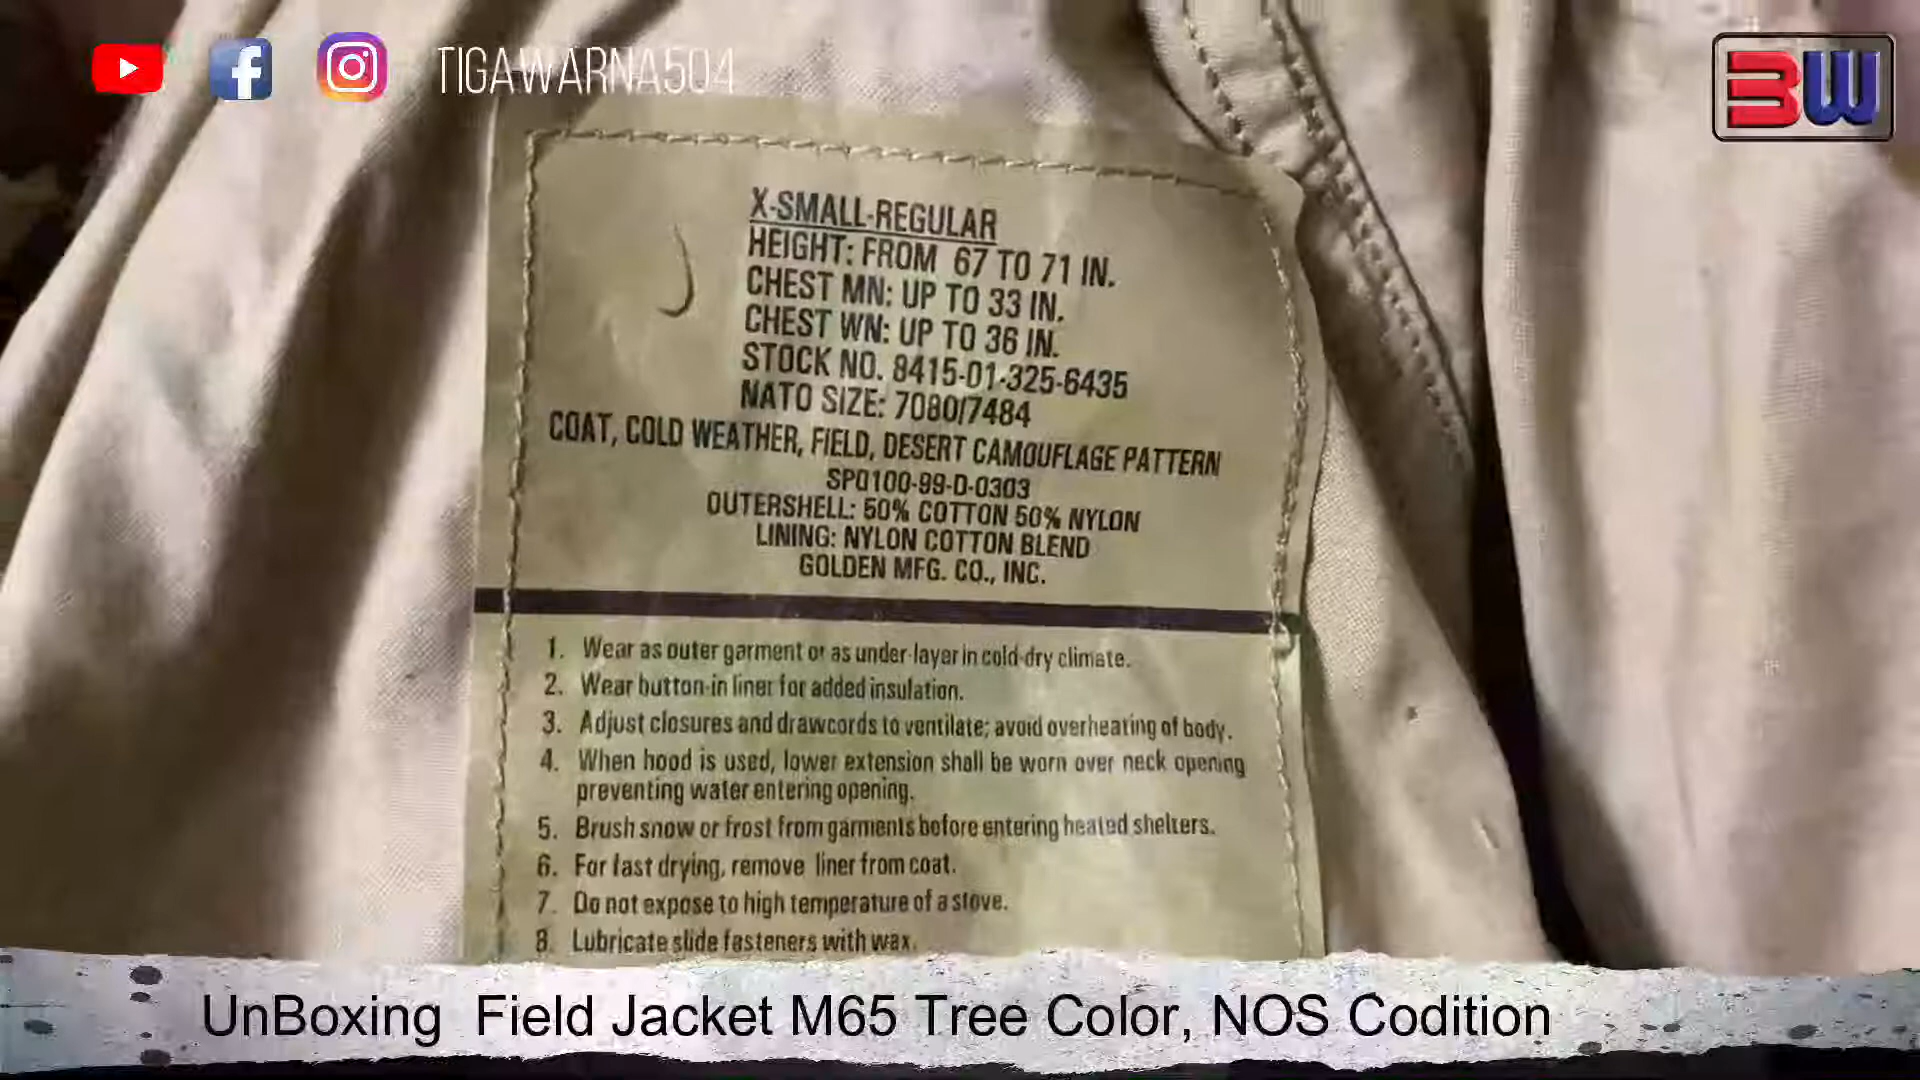 TIGAWARNA504
3W
X-SMALL-REGULAR
HEIGHT: FROM 67 TO 71 IN.
CHEST MN: UP TO 33 IN.
CHEST WN: UP TO 36 IN.
STOCK NO. 8415-01-325-6435
NATO SIZE: 7080/7484
COAT, COLD WEATHER, FIELD, DESERT CAMOUFLAGE PATTERN
SPO100-99-D-0303
OUTERSHELL: 50% COTTON 50% NYLON
LINING: NYLON COTTON BLEND
GOLDEN MFG. CO., INC.
1. Wear as outer garment or as under-layer in cold-dry climate.
2. Wear button-in liner for added insulation.
3. Adjust closures and drawcords to ventilate; avoid overheating of body.
4. When hood is used, lower extension shall be worn over neck opening
preventing water entering opening.
5. Brush snow or frost from garments before entering heated shelters.
6. For fast drying, remove liner from coat.
7. Do not expose to high temperature of a stove.
8. Lubricate slide fasteners with wax.
UnBoxing Field Jacket M65 Tree Color, NOS Codition